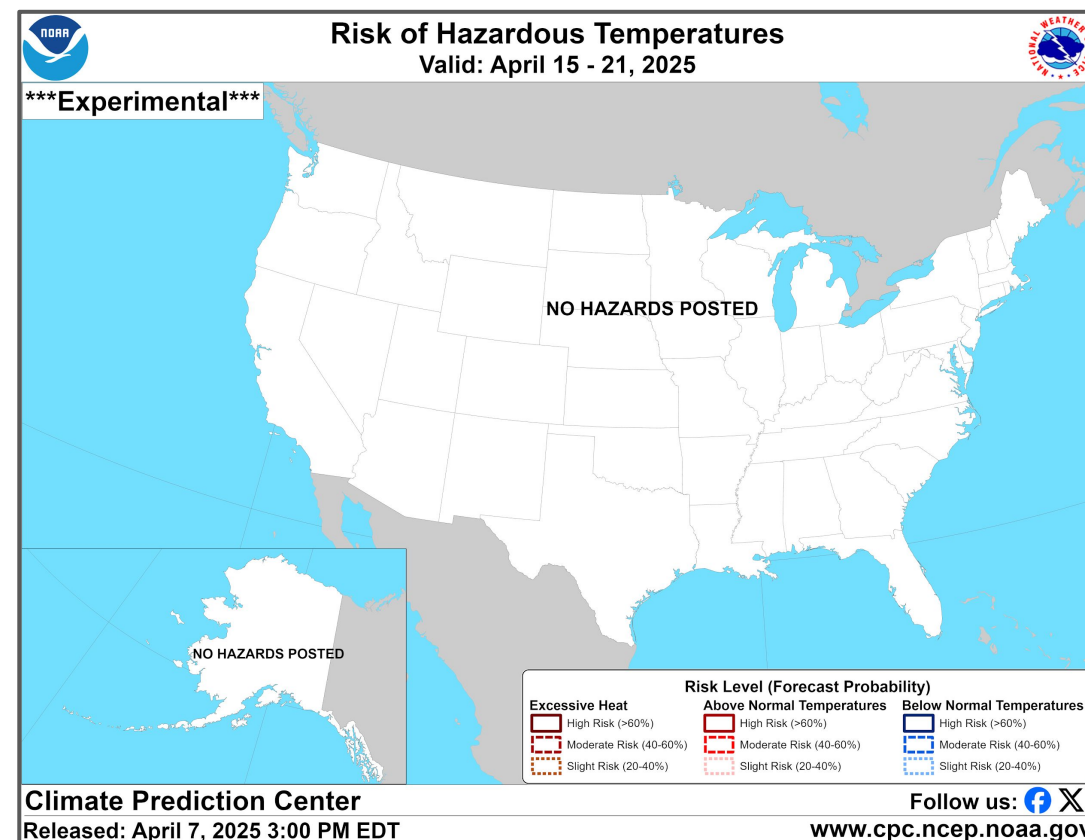 NOAA
Risk of Hazardous Temperatures
Valid: April 15 - 21, 2025
NATIONAL WEATHER
***Experimental***
NO HAZARDS POSTED
NO HAZARDS POSTED
Risk Level (Forecast Probability)
Excessive Heat
High Risk (>60%)
Moderate Risk (40-60%)
Slight Risk (20-40%)
Above Normal Temperatures
High Risk (>60%)
Moderate Risk (40-60%)
Slight Risk (20-40%)
Below Normal Temperatures
High Risk (>60%)
Moderate Risk (40-60%)
Slight Risk (20-40%)
Climate Prediction Center
Follow us:
Released: April 7, 2025 3:00 PM EDT
www.cpc.ncep.noaa.gov